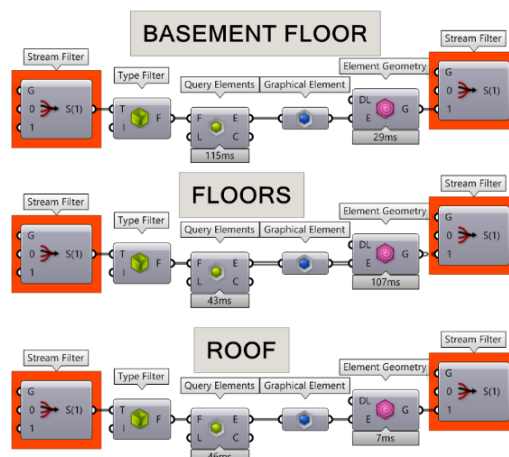 BASEMENT FLOOR
Stream Filter
Type Filter
Query Elements
Graphical Element
Element Geometry
Stream Filter
G
0
1
S(1)
T
I
F
F
L
E
C
115ms
DL
E
G
29ms
G
0
1
S(1)
FLOORS
Stream Filter
Type Filter
Query Elements
Graphical Element
Element Geometry
Stream Filter
G
0
1
S(1)
T
I
F
F
L
E
C
43ms
DL
E
G
107ms
G
0
1
S(1)
ROOF
Stream Filter
Type Filter
Query Elements
Graphical Element
Element Geometry
Stream Filter
G
0
1
S(1)
T
I
F
F
L
E
C
46ms
DL
E
G
7ms
G
0
1
S(1)